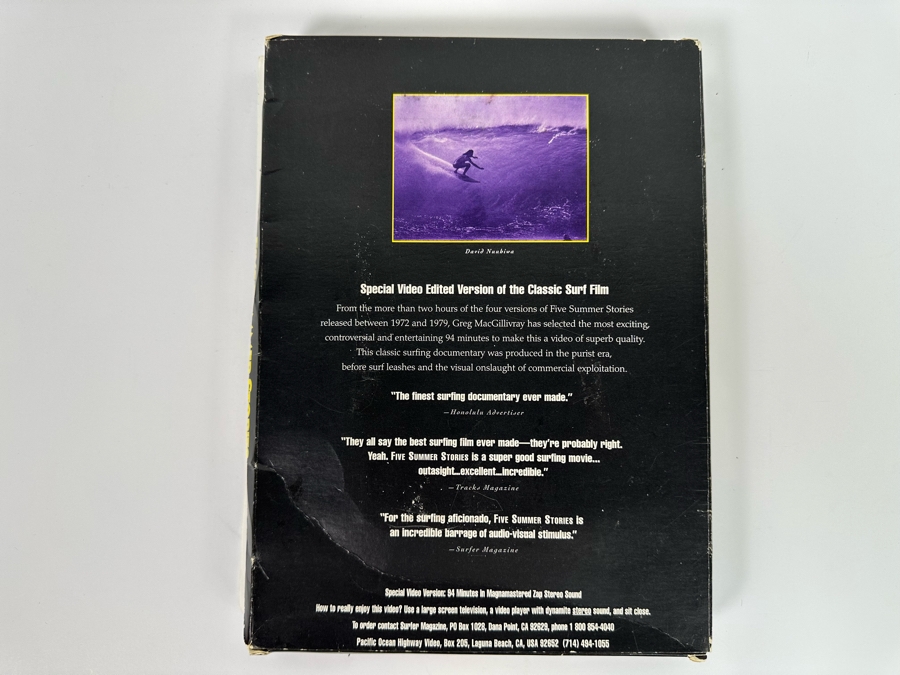 David Nuuhiwa
Special Video Edited Version of the Classic Surf Film
From the more than two hours of the four versions of Five Summer Stories
released between 1972 and 1979, Greg MacGillivray has selected the most exciting,
controversial and entertaining 94 minutes to make this a video of superb quality.
This classic surfing documentary was produced in the purist era,
before surf leashes and the visual onslaught of commercial exploitation.
"The finest surfing documentary ever made."
—Honolulu Advertiser
"They all say the best surfing film ever made—they're probably right.
Yeah. Five Summer Stories is a super good surfing movie...
outasight...excellent...incredible."
—Tracks Magazine
"For the surfing aficionado, Five Summer Stories is
an incredible barrage of audio-visual stimulus."
—Surfer Magazine
Special Video Version: 94 Minutes in Magnamastered Zap Stereo Sound
How to really enjoy this video? Use a large screen television, a video player with dynamite stereo sound, and sit close.
To order contact Surfer Magazine, PO Box 1028, Dana Point, CA 92629, phone 1 800 854-4040
Pacific Ocean Highway Video, Box 205, Laguna Beach, CA, USA 92652 (714) 494-1055